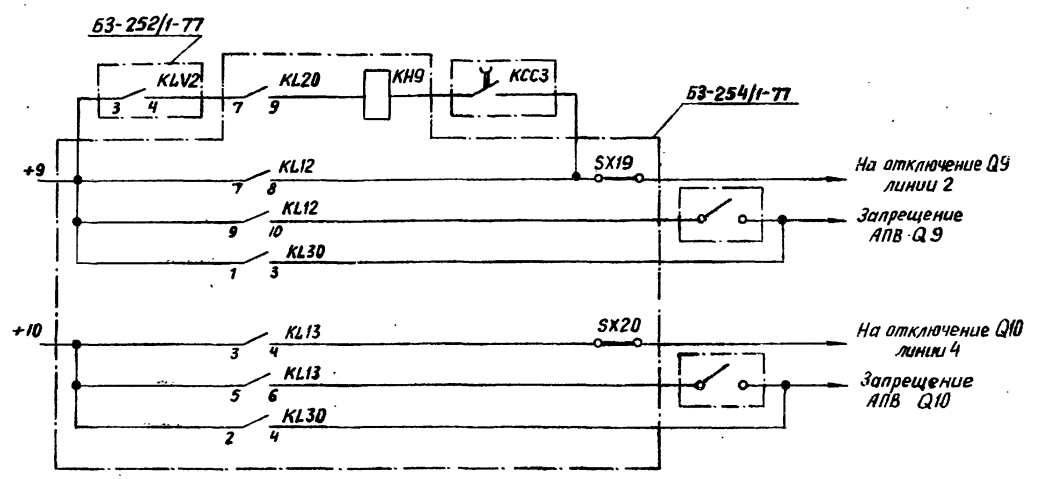 БЗ-252/1-77
KLV2
KL20
КН9
КСС3
3 4
7 9
БЗ-254/1-77
+9
KL12
7 8
SX19
На отключение Q9
линии 2
KL12
9 10
Запрещение
АПВ Q9
KL30
1 3
+10
KL13
3 4
SX20
На отключение Q10
линии 4
KL13
5 6
Запрещение
АПВ Q10
KL30
2 4